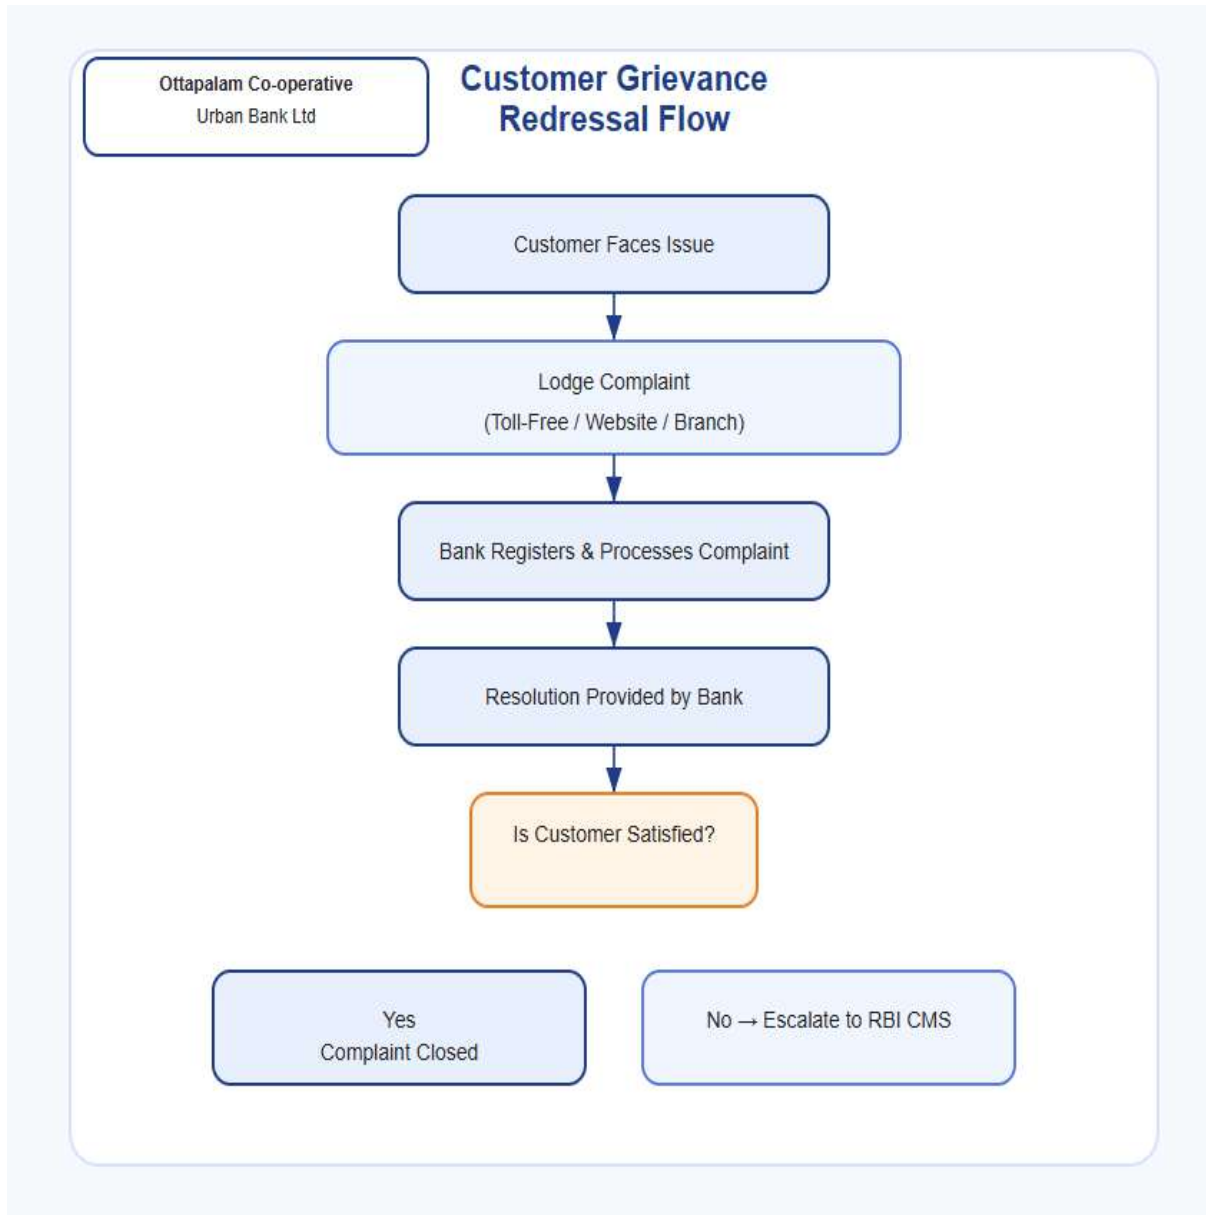 Ottapalam Co-operative
Urban Bank Ltd
Customer Grievance
Redressal Flow
Customer Faces Issue
Lodge Complaint
(Toll-Free / Website / Branch)
Bank Registers & Processes Complaint
Resolution Provided by Bank
Is Customer Satisfied?
Yes
Complaint Closed
No → Escalate to RBI CMS